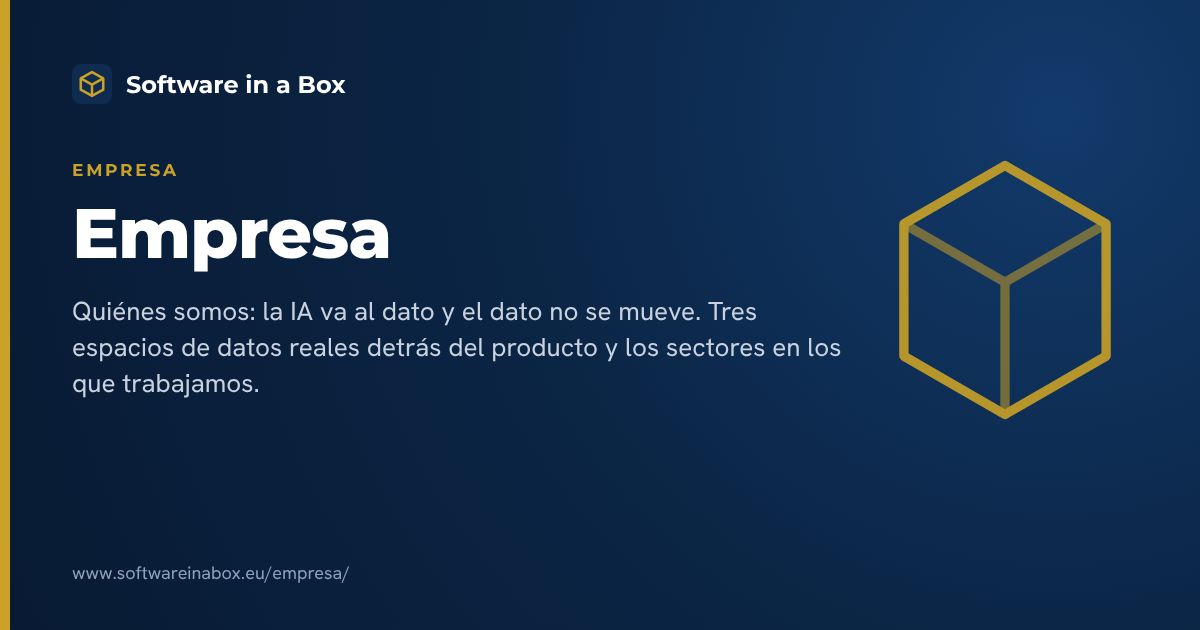 Software in a Box
EMPRESA
Empresa
Quiénes somos: la IA va al dato y el dato no se mueve. Tres
espacios de datos reales detrás del producto y los sectores en los
que trabajamos.
www.softwareinabox.eu/empresa/